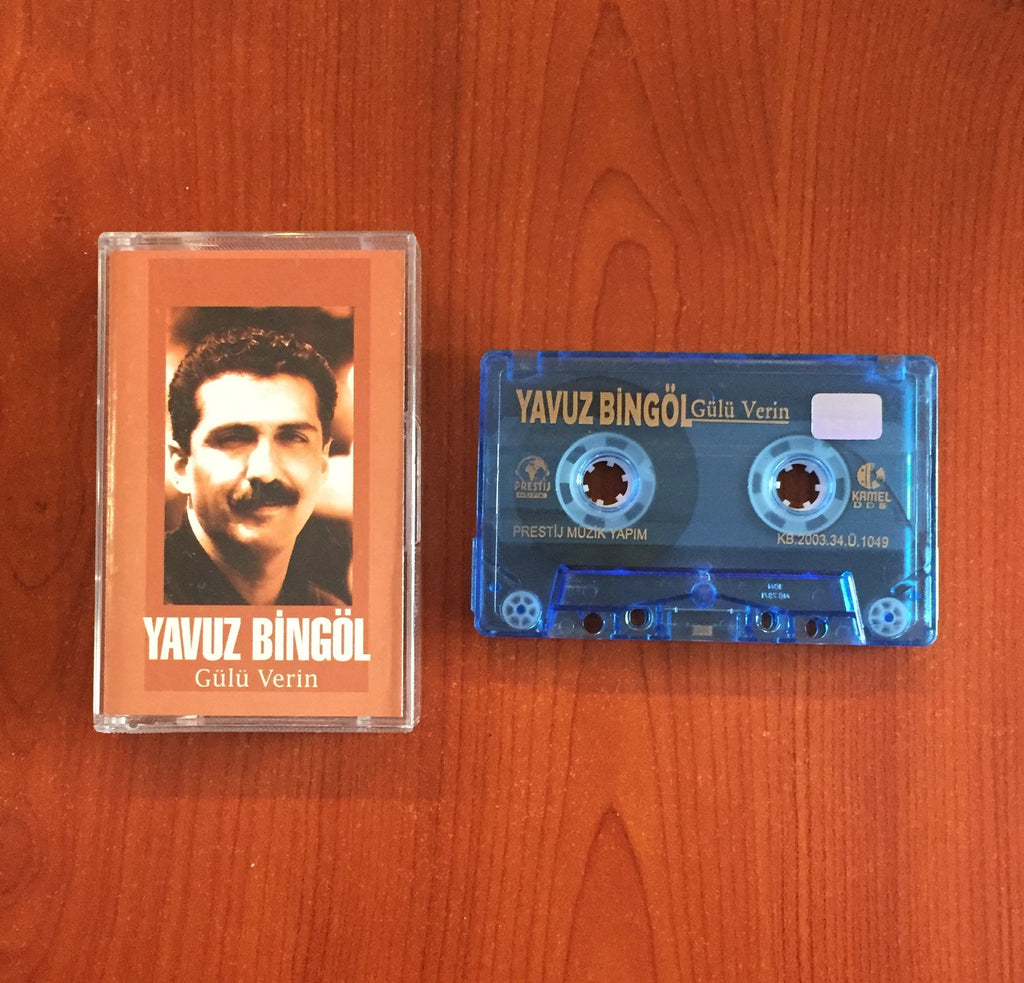 YAVUZ BİNGÖL
Gülü Verin
YAVUZ BİNGÖL Gülü Verin
PRESTİJ
MÜZİK
KAMEL
DDS
PRESTİJ MÜZİK YAPIM
KB.2003.34.Ü.1049